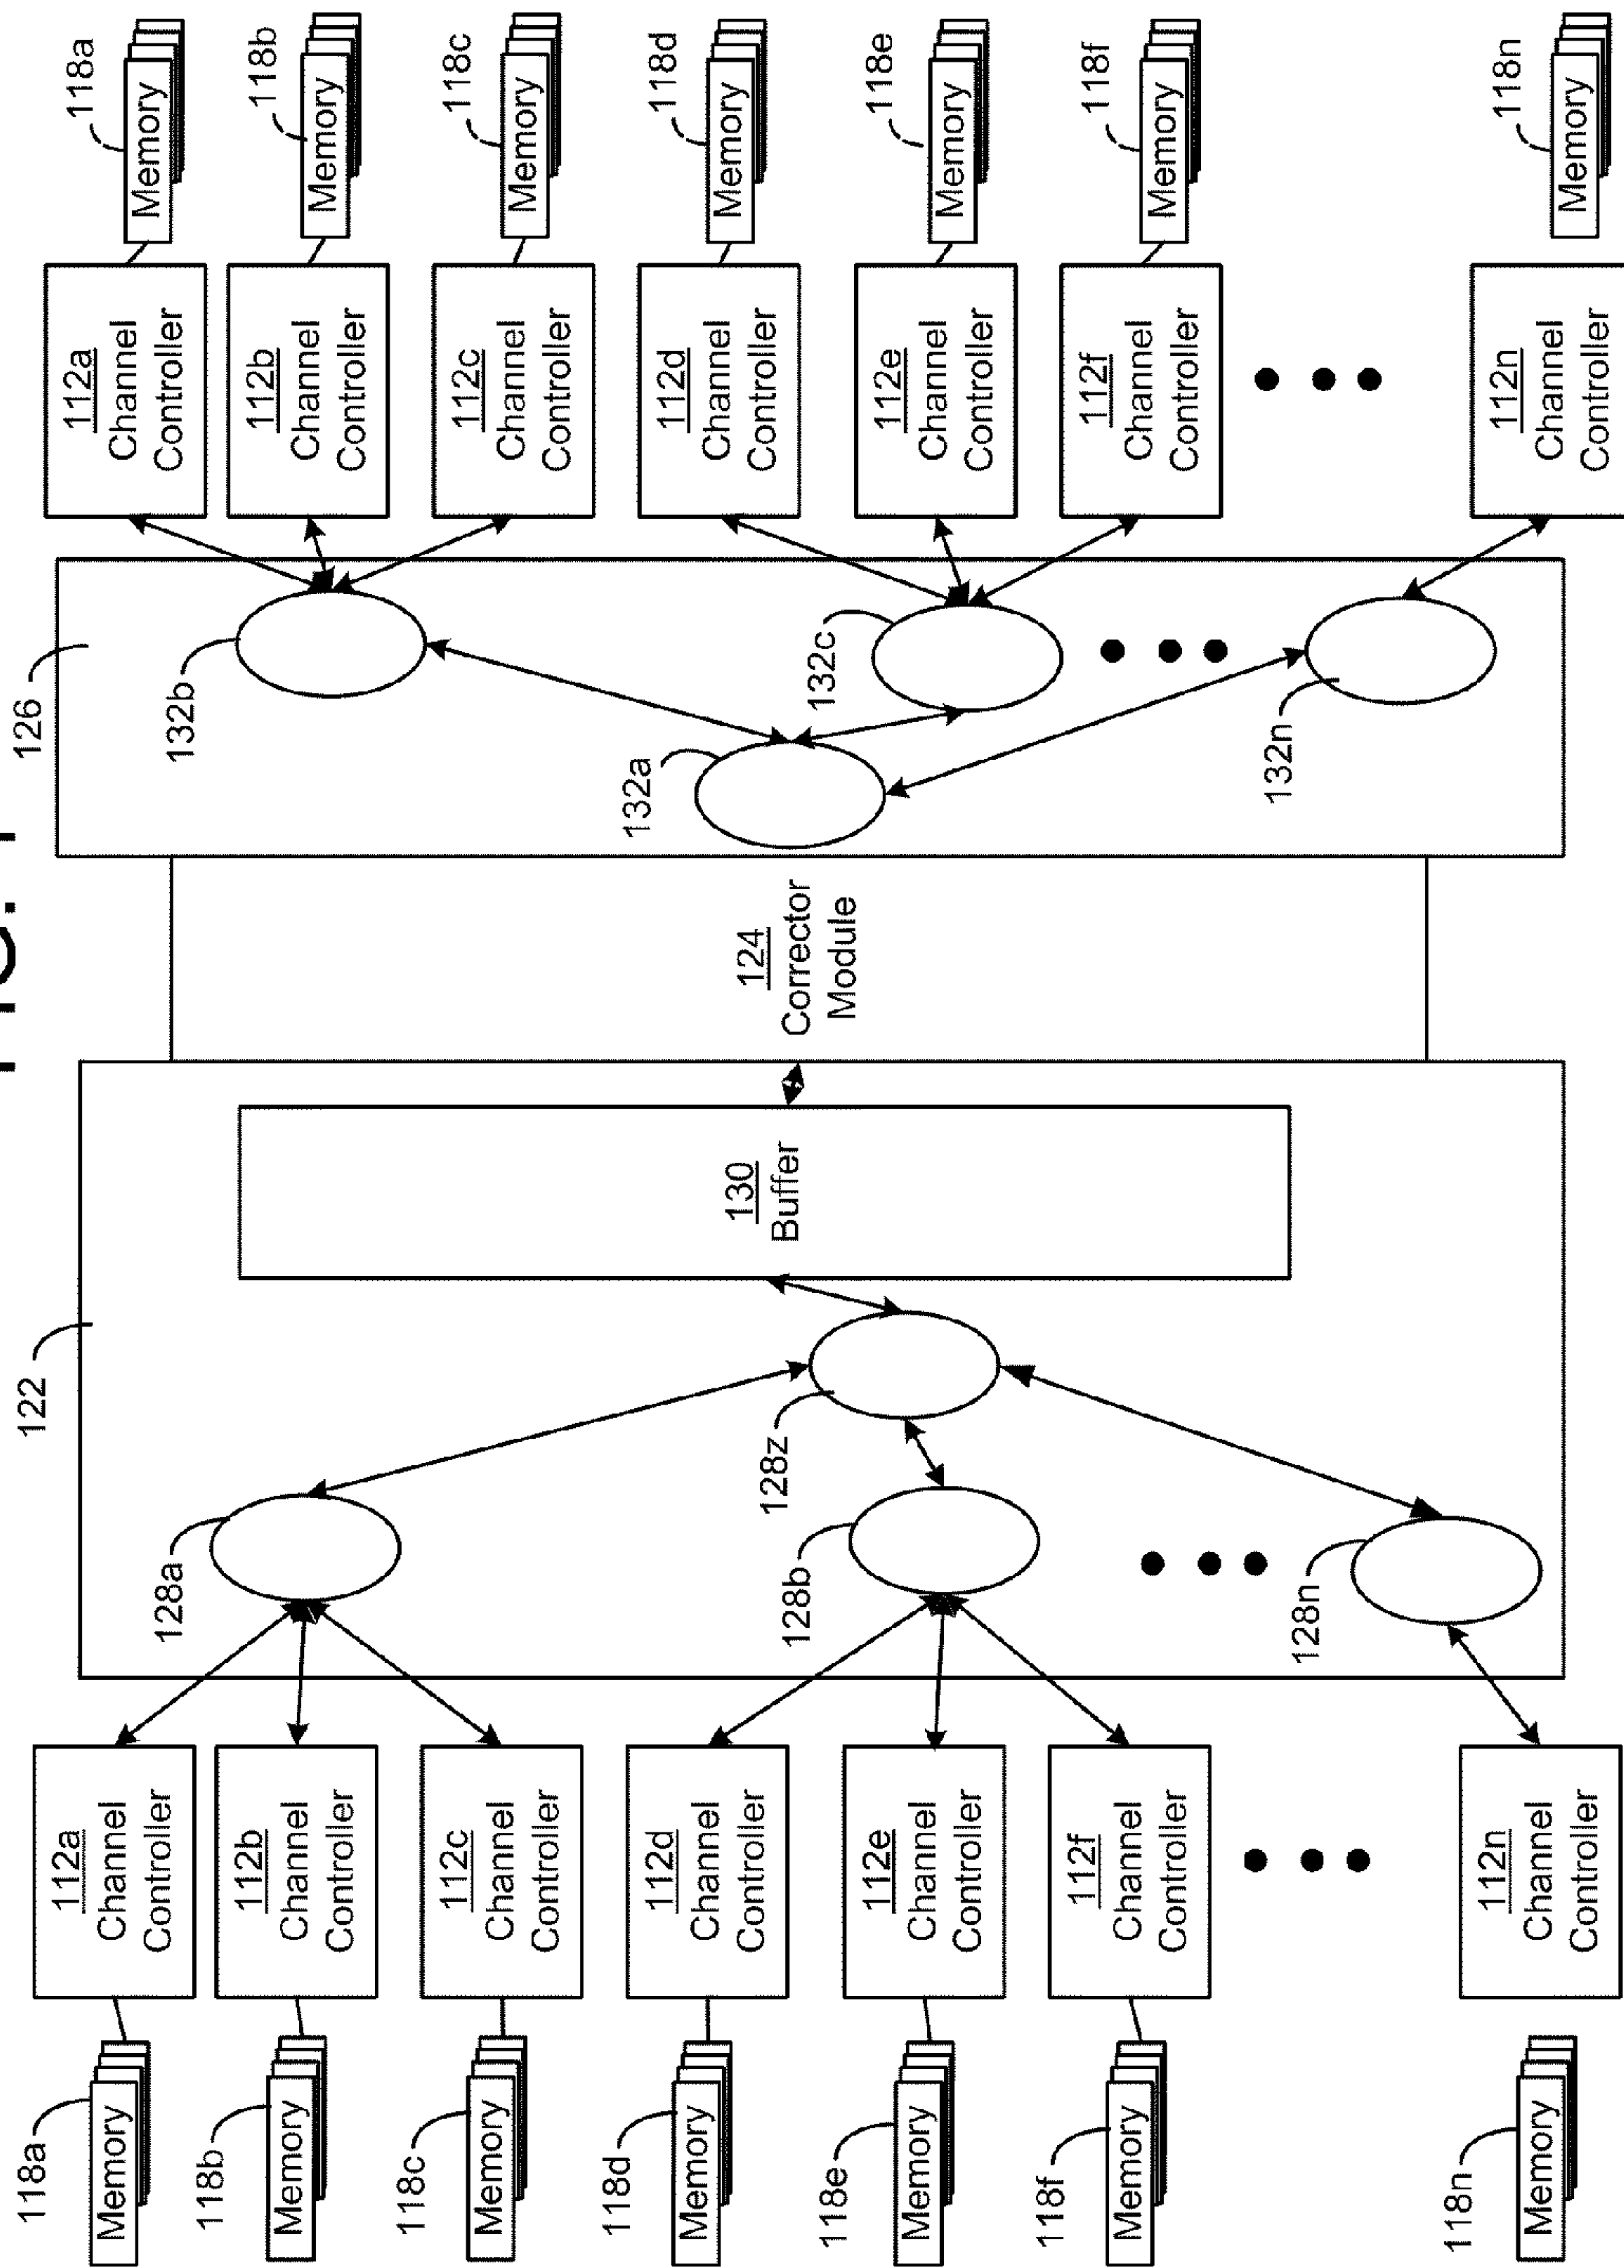 118a
Memory
112a
Channel
Controller
122
126
112a
Channel
Controller
118a
Memory
118b
Memory
112b
Channel
Controller
128a
132b
112b
Channel
Controller
118b
Memory
118c
Memory
112c
Channel
Controller
112c
Channel
Controller
118c
Memory
118d
Memory
112d
Channel
Controller
128z
130
Buffer
124
Corrector
Module
132a
112d
Channel
Controller
118d
Memory
118e
Memory
112e
Channel
Controller
128b
132c
112e
Channel
Controller
118e
Memory
118f
Memory
112f
Channel
Controller
112f
Channel
Controller
118f
Memory
118n
Memory
112n
Channel
Controller
128n
132n
112n
Channel
Controller
118n
Memory